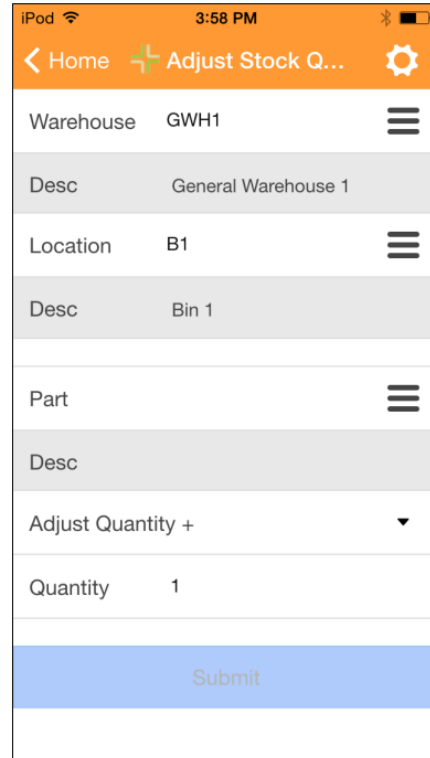 iPod 3:58 PM
Home Adjust Stock Q...
Warehouse GWH1
Desc General Warehouse 1
Location B1
Desc Bin 1
Part
Desc
Adjust Quantity +
Quantity 1
Submit